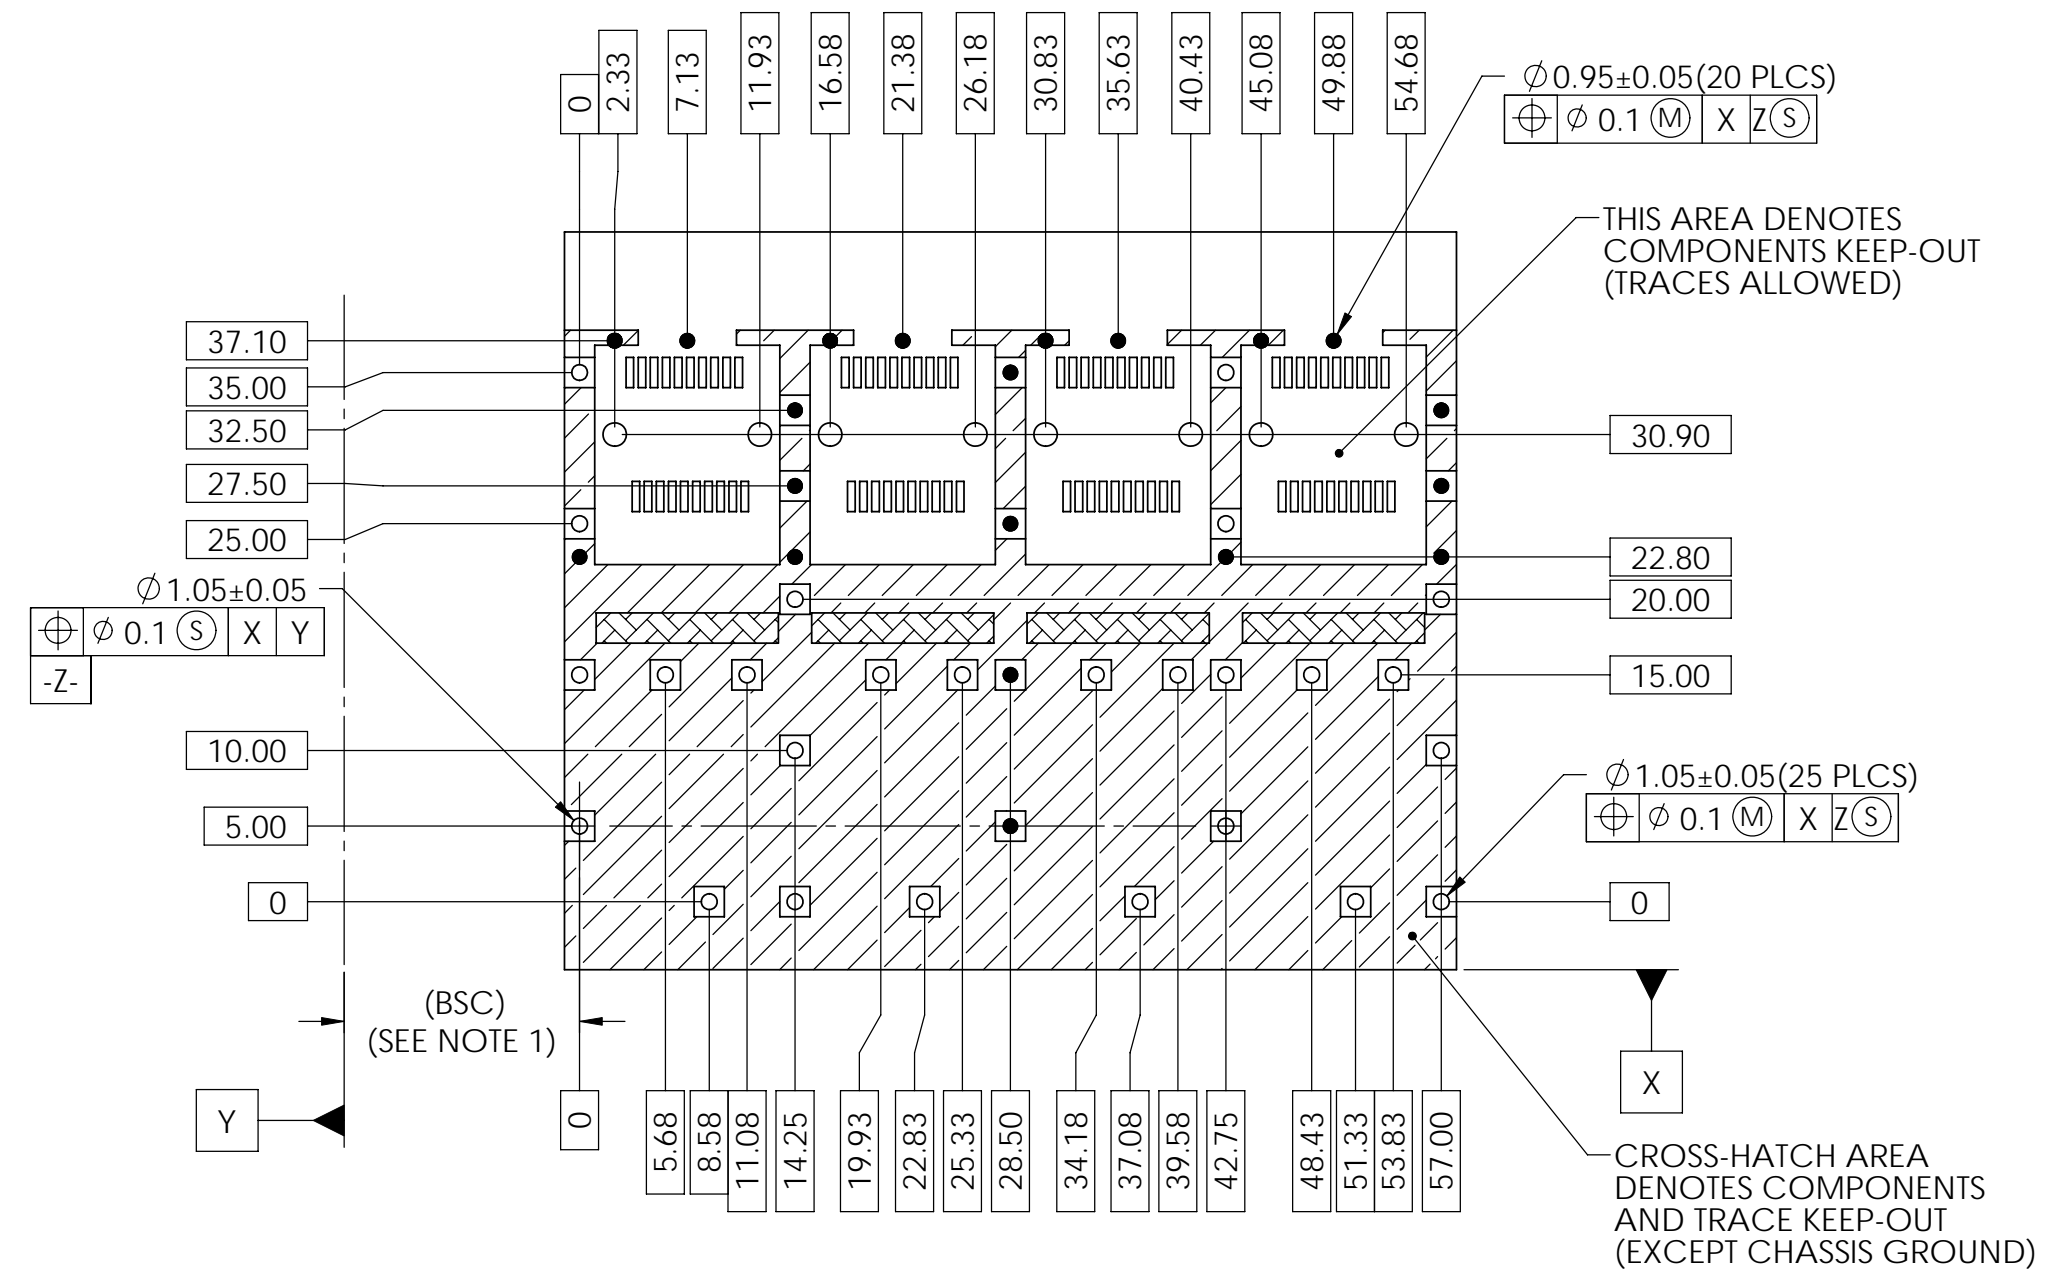 0
2.33
7.13
11.93
16.58
21.38
26.18
30.83
35.63
40.43
45.08
49.88
54.68
∅0.95±0.05(20 PLCS)
⌖ ∅ 0.1 Ⓜ X ZⓈ
THIS AREA DENOTES
COMPONENTS KEEP-OUT
(TRACES ALLOWED)
37.10
35.00
32.50
27.50
25.00
30.90
22.80
20.00
15.00
∅1.05±0.05
⌖ ∅ 0.1 Ⓢ X Y
-Z-
10.00
5.00
0
∅1.05±0.05(25 PLCS)
⌖ ∅ 0.1 Ⓜ X ZⓈ
0
(BSC)
(SEE NOTE 1)
Y
X
0
5.68
8.58
11.08
14.25
19.93
22.83
25.33
28.50
34.18
37.08
39.58
42.75
48.43
51.33
53.83
57.00
CROSS-HATCH AREA
DENOTES COMPONENTS
AND TRACE KEEP-OUT
(EXCEPT CHASSIS GROUND)